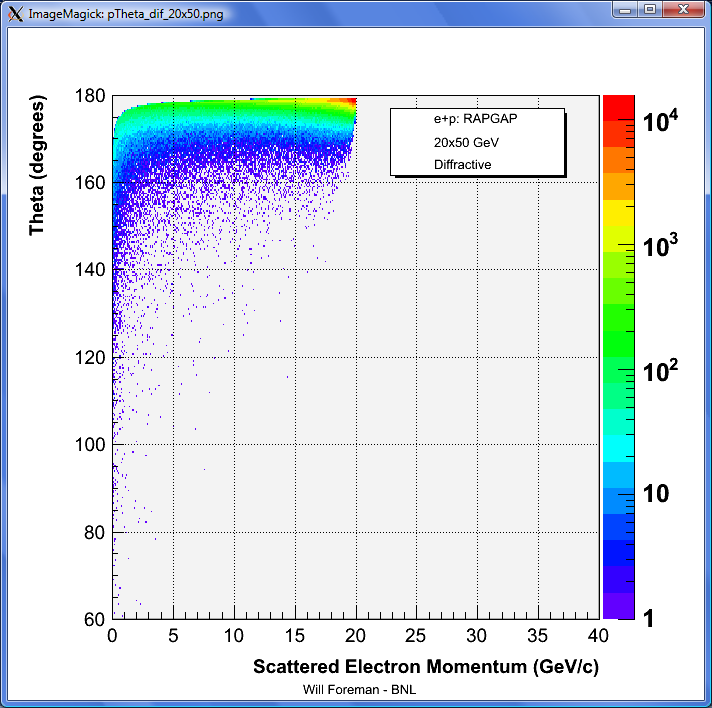 ImageMagick: pTheta_dif_20x50.png
Theta (degrees)
180
160
140
120
100
80
60
0 5 10 15 20 25 30 35 40
Scattered Electron Momentum (GeV/c)
Will Foreman - BNL
e+p: RAPGAP
20x50 GeV
Diffractive
10⁴
10³
10²
10
1